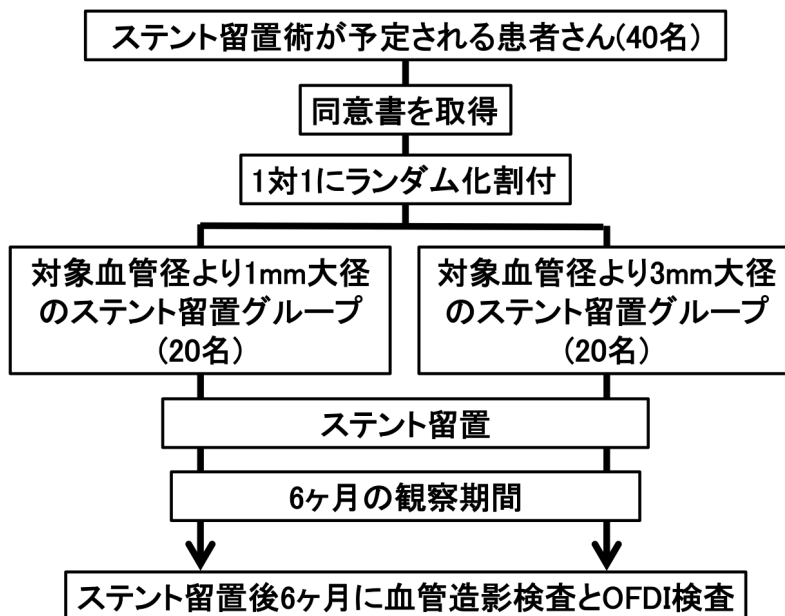 ステント留置術が予定される患者さん(40名)
同意書を取得
1対1にランダム化割付
対象血管径より1mm大径
のステント留置グループ
(20名)
対象血管径より3mm大径
のステント留置グループ
(20名)
ステント留置
6ヶ月の観察期間
ステント留置後6ヶ月に血管造影検査とOFDI検査